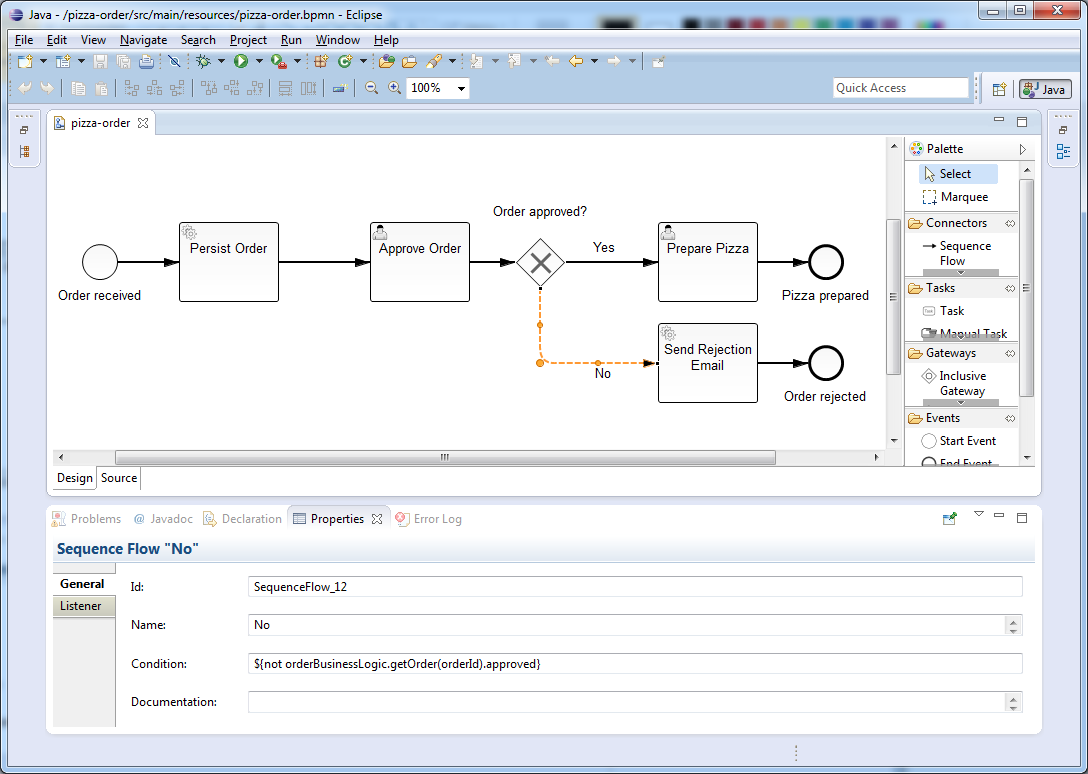 Java - /pizza-order/src/main/resources/pizza-order.bpmn - Eclipse
File Edit View Navigate Search Project Run Window Help
100%
Quick Access
Java
pizza-order
Order approved?
Persist Order
Approve Order
Yes
Prepare Pizza
Order received
Pizza prepared
Send Rejection
Email
No
Order rejected
Palette
Select
Marquee
Connectors
Sequence
Flow
Tasks
Task
Manual Task
Gateways
Inclusive
Gateway
Events
Start Event
End Event
Design Source
Problems @ Javadoc Declaration Properties Error Log
Sequence Flow "No"
General
Listener
Id: SequenceFlow_12
Name: No
Condition: ${not orderBusinessLogic.getOrder(orderId).approved}
Documentation: